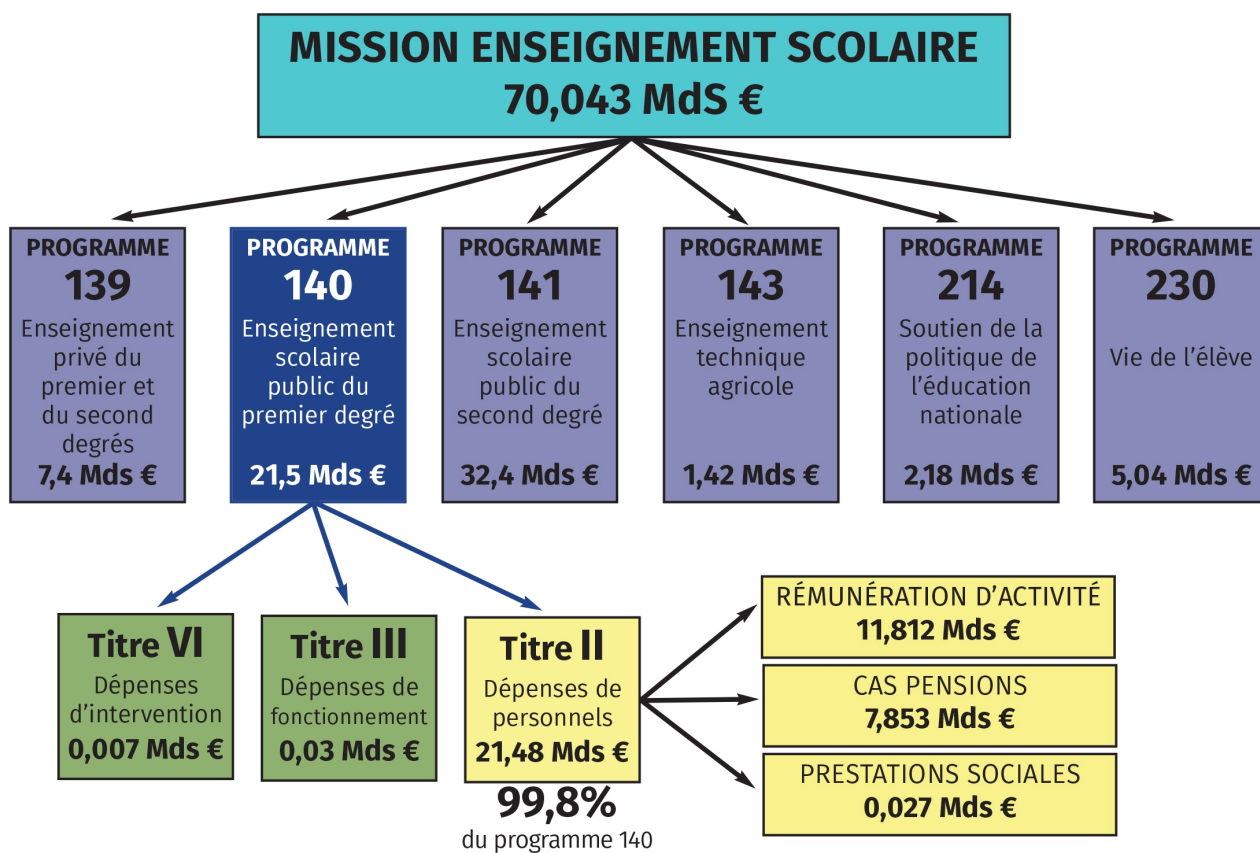 MISSION ENSEIGNEMENT SCOLAIRE
70,043 MdS €
PROGRAMME
139
Enseignement
privé du
premier et
du second
degrés
7,4 Mds €
PROGRAMME
140
Enseignement
scolaire
public du
premier degré
21,5 Mds €
PROGRAMME
141
Enseignement
scolaire
public du
second degré
32,4 Mds €
PROGRAMME
143
Enseignement
technique
agricole
1,42 Mds €
PROGRAMME
214
Soutien de la
politique de
l’éducation
nationale
2,18 Mds €
PROGRAMME
230
Vie de l’élève
5,04 Mds €
Titre VI
Dépenses
d’intervention
0,007 Mds €
Titre III
Dépenses de
fonctionnement
0,03 Mds €
Titre II
Dépenses de
personnels
21,48 Mds €
99,8%
du programme 140
RÉMUNÉRATION D’ACTIVITÉ
11,812 Mds €
CAS PENSIONS
7,853 Mds €
PRESTATIONS SOCIALES
0,027 Mds €